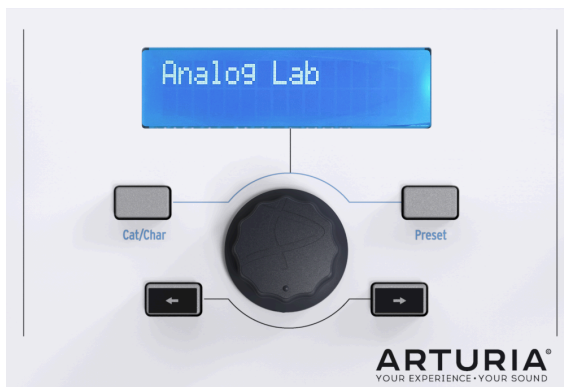 Analog Lab
Cat/Char
Preset
←
→
ARTURIA®
YOUR EXPERIENCE • YOUR SOUND